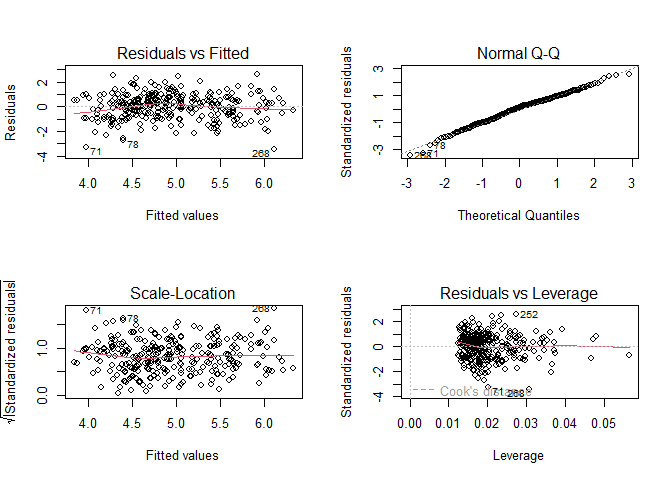 Residuals vs Fitted
Residuals
2
0
-2
-4
71
78
268
4.0 4.5 5.0 5.5 6.0
Fitted values
Normal Q-Q
Standardized residuals
3
1
-1
-3
268
71
78
-3 -2 -1 0 1 2 3
Theoretical Quantiles
Scale-Location
√|Standardized residuals|
1.0
0.0
71
78
268
4.0 4.5 5.0 5.5 6.0
Fitted values
Residuals vs Leverage
Standardized residuals
2
0
-2
-4
252
Cook's distance
71
268
0.00 0.01 0.02 0.03 0.04 0.05
Leverage